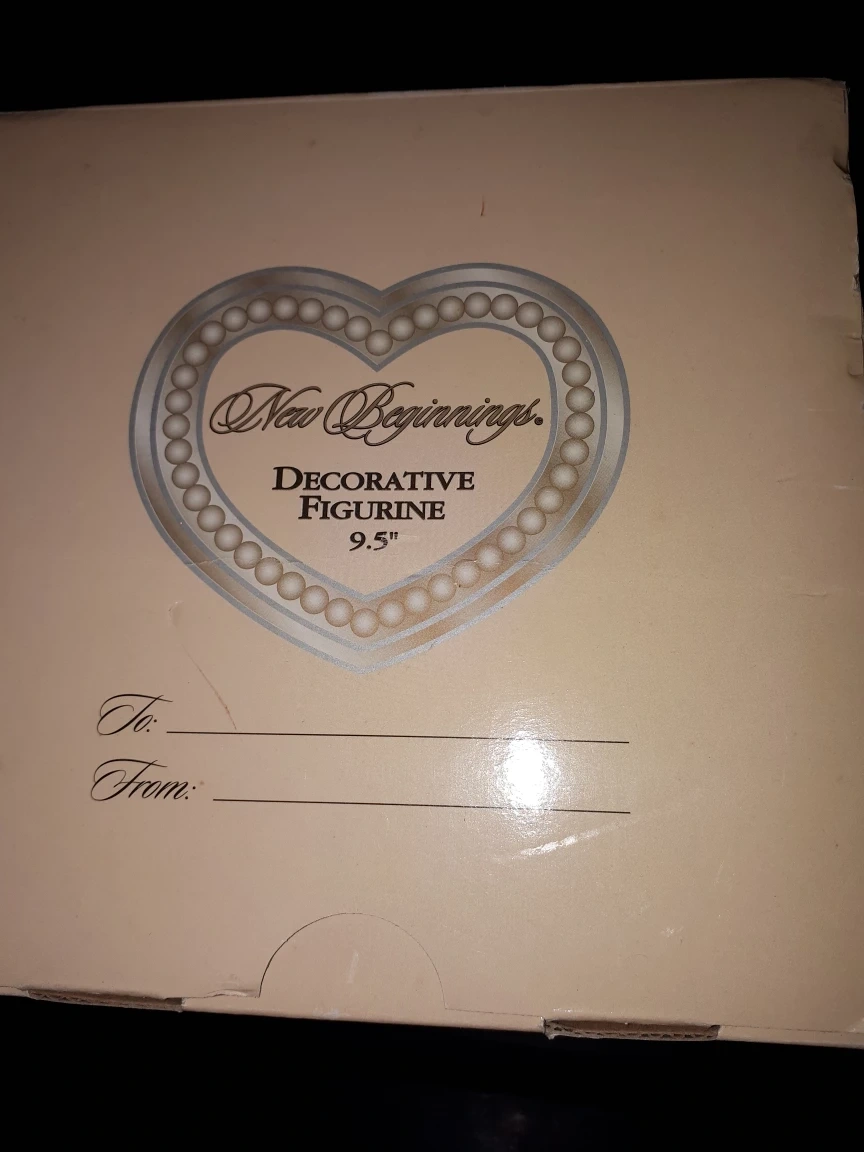 New Beginnings®
DECORATIVE
FIGURINE
9.5"
To:
From: